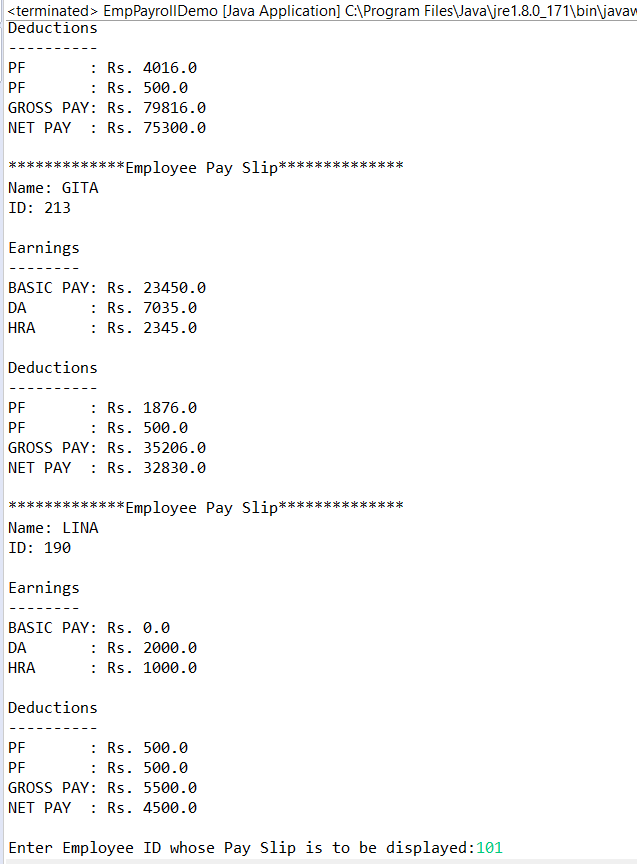 <terminated> EmpPayrollDemo [Java Application] C:\Program Files\Java\jre1.8.0_171\bin\javaw
Deductions
----------
PF       : Rs. 4016.0
PF       : Rs. 500.0
GROSS PAY: Rs. 79816.0
NET PAY  : Rs. 75300.0

*************Employee Pay Slip**************
Name: GITA
ID: 213

Earnings
--------
BASIC PAY: Rs. 23450.0
DA       : Rs. 7035.0
HRA      : Rs. 2345.0

Deductions
----------
PF       : Rs. 1876.0
PF       : Rs. 500.0
GROSS PAY: Rs. 35206.0
NET PAY  : Rs. 32830.0

*************Employee Pay Slip**************
Name: LINA
ID: 190

Earnings
--------
BASIC PAY: Rs. 0.0
DA       : Rs. 2000.0
HRA      : Rs. 1000.0

Deductions
----------
PF       : Rs. 500.0
PF       : Rs. 500.0
GROSS PAY: Rs. 5500.0
NET PAY  : Rs. 4500.0

Enter Employee ID whose Pay Slip is to be displayed:101